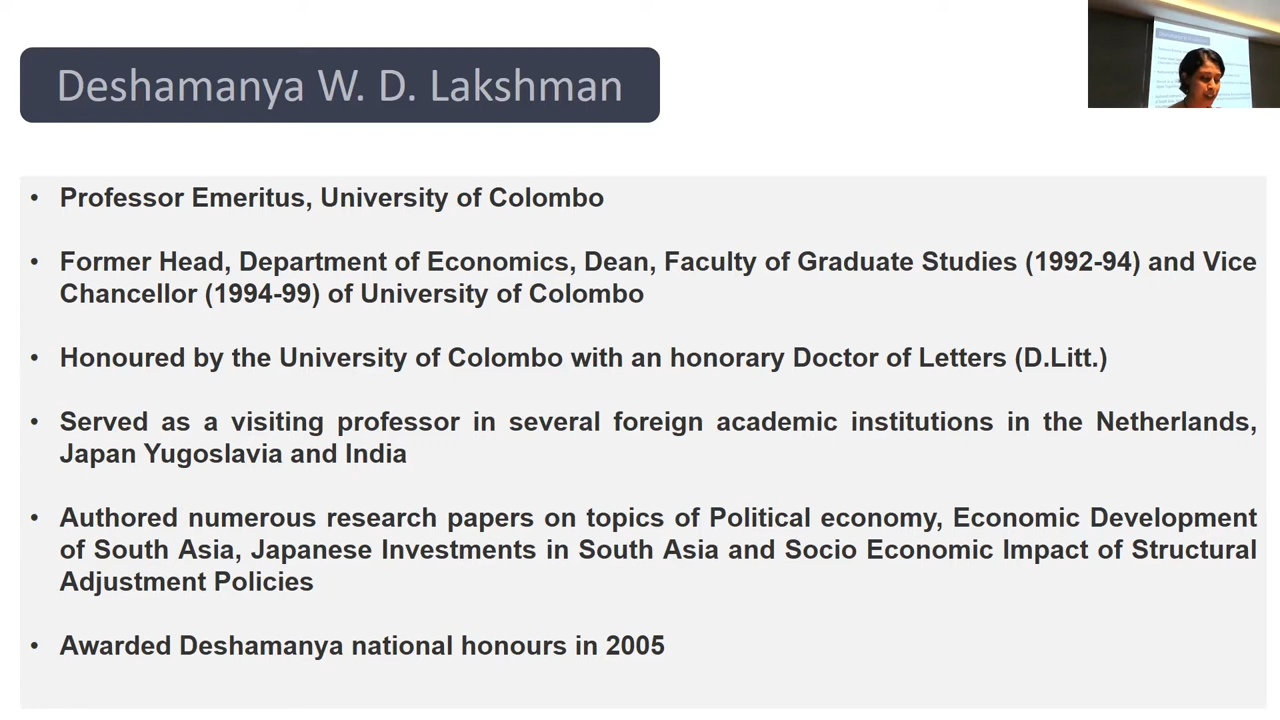 Deshamanya W. D. Lakshman
• Professor Emeritus, University of Colombo
• Former Head, Department of Economics, Dean, Faculty of Graduate Studies (1992-94) and Vice
Chancellor (1994-99) of University of Colombo
• Honoured by the University of Colombo with an honorary Doctor of Letters (D.Litt.)
• Served as a visiting professor in several foreign academic institutions in the Netherlands,
Japan Yugoslavia and India
• Authored numerous research papers on topics of Political economy, Economic Development
of South Asia, Japanese Investments in South Asia and Socio Economic Impact of Structural
Adjustment Policies
• Awarded Deshamanya national honours in 2005